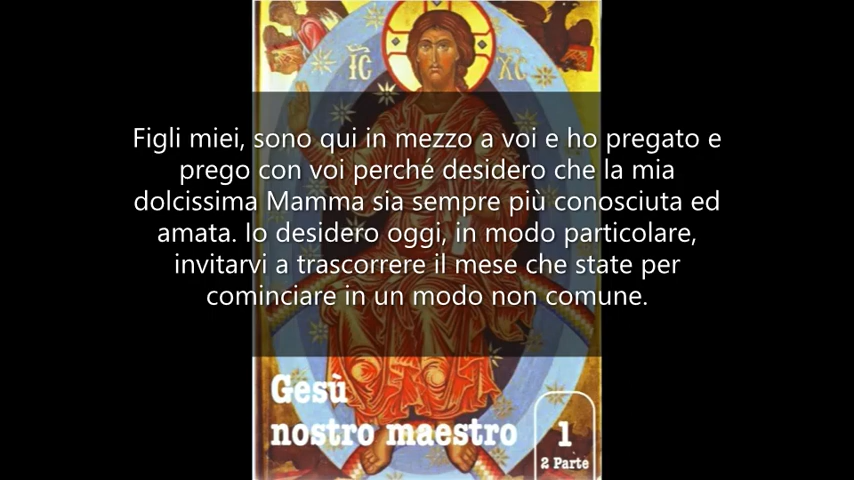 IC XC
Figli miei, sono qui in mezzo a voi e ho pregato e
prego con voi perché desidero che la mia
dolcissima Mamma sia sempre più conosciuta ed
amata. Io desidero oggi, in modo particolare,
invitarvi a trascorrere il mese che state per
cominciare in un modo non comune.
Gesù
nostro maestro
1
2 Parte